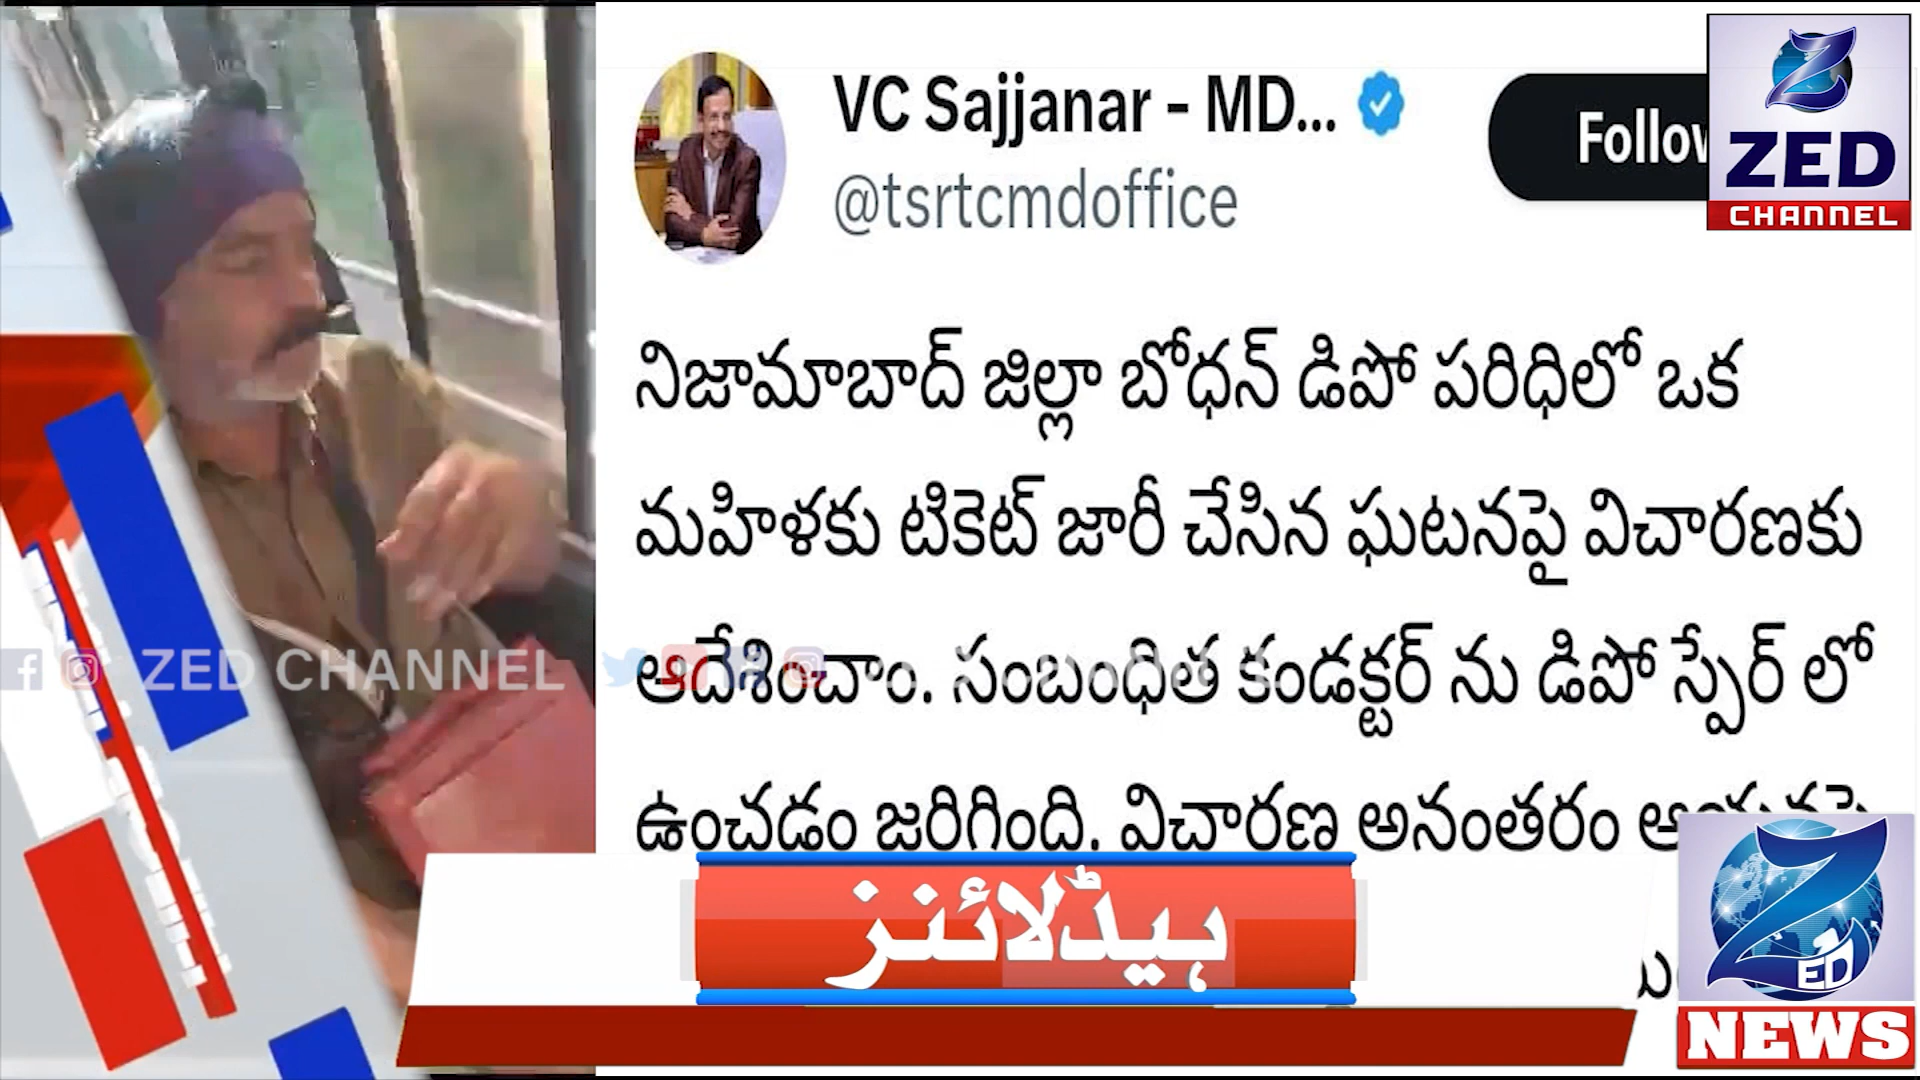 VC Sajjanar - MD...
@tsrtcmdoffice
ZED
CHANNEL
నిజామాబాద్ జిల్లా బోధన్ డిపో పరిధిలో ఒక
మహిళకు టికెట్ జారీ చేసిన ఘటనపై విచారణకు
ఆదేశించాం. సంబంధిత కండక్టర్ ను డిపో స్పేర్ లో
ZED CHANNEL
ఉంచడం జరిగింది. విచారణ అనంతరం
ہیڈلائنز
ZED
NEWS